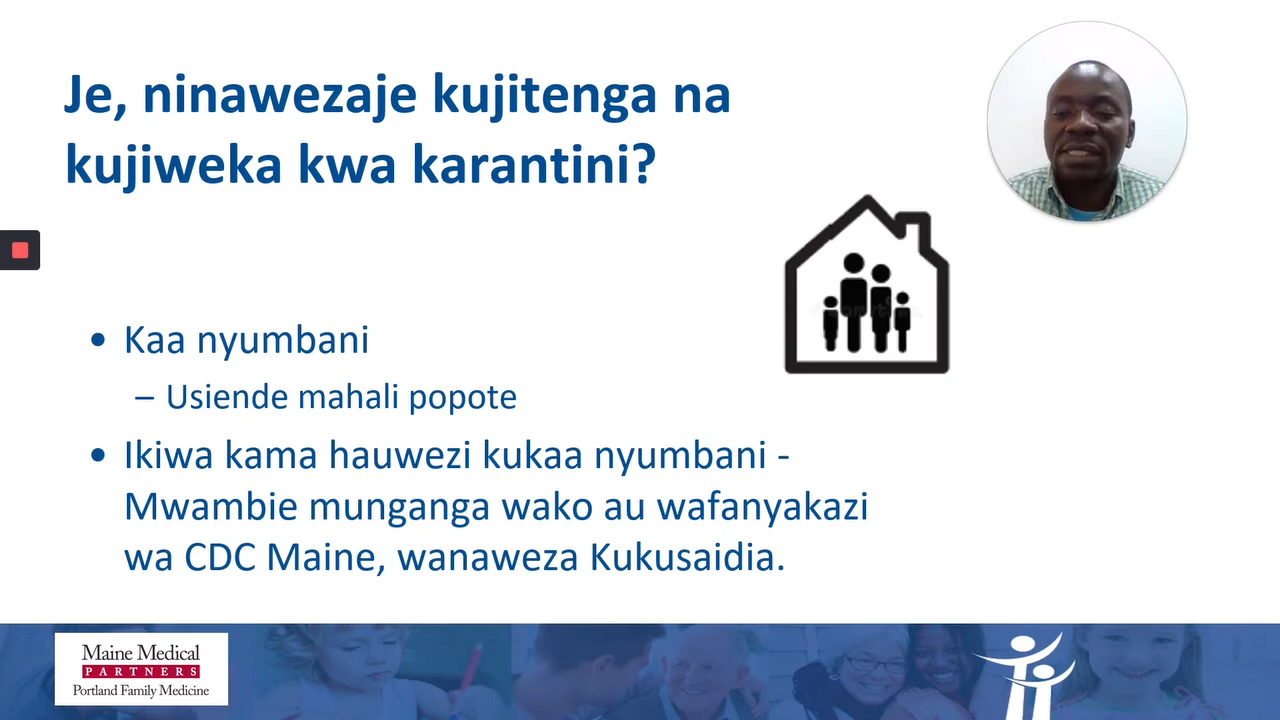 Je, ninawezaje kujitenga na
kujiweka kwa karantini?
• Kaa nyumbani
– Usiende mahali popote
• Ikiwa kama hauwezi kukaa nyumbani -
Mwambie munganga wako au wafanyakazi
wa CDC Maine, wanaweza Kukusaidia.
Maine Medical
PARTNERS
Portland Family Medicine